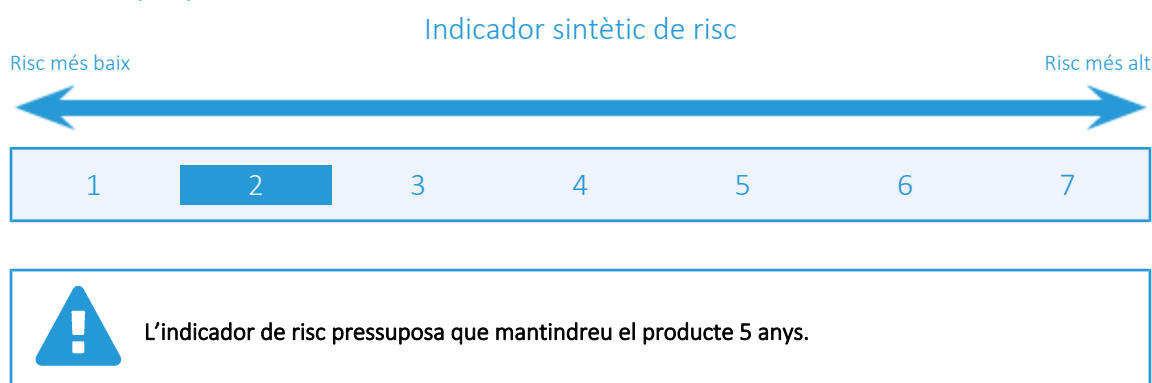 Indicador sintètic de risc
Risc més baix Risc més alt
1 2 3 4 5 6 7
L'indicador de risc pressuposa que mantindreu el producte 5 anys.